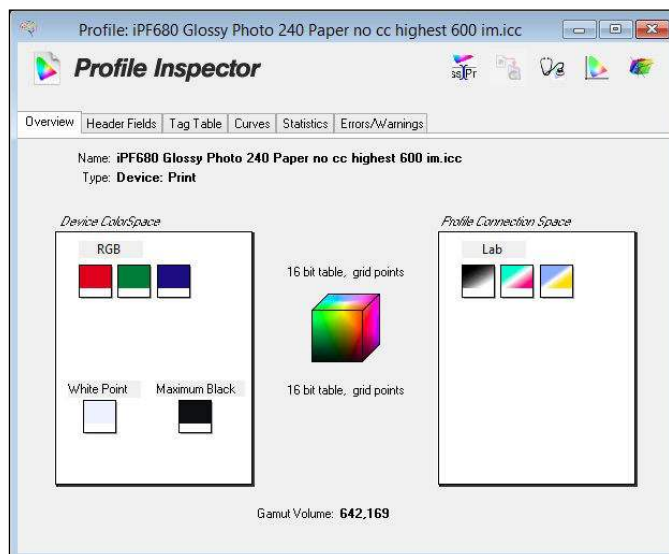 Profile: iPF680 Glossy Photo 240 Paper no cc highest 600 im.icc
Profile Inspector
Overview Header Fields Tag Table Curves Statistics Errors/Warnings
Name: iPF680 Glossy Photo 240 Paper no cc highest 600 im.icc
Type: Device: Print
Device ColorSpace
Profile Connection Space
RGB
Lab
16 bit table, grid points
White Point Maximum Black
16 bit table, grid points
Gamut Volume: 642,169